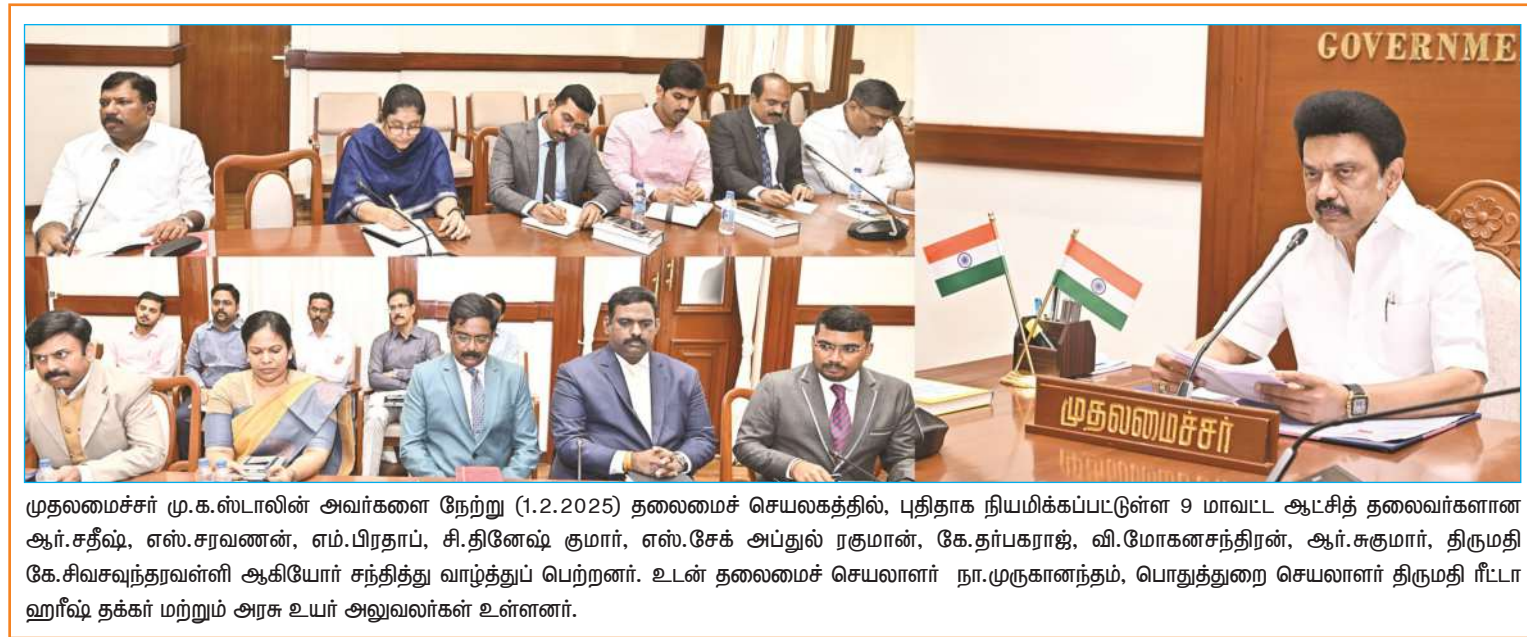 GOVERNME
முதலமைச்சர்
முதலமைச்சர் மு.க.ஸ்டாலின் அவர்களை நேற்று (1.2.2025) தலைமைச் செயலகத்தில், புதிதாக நியமிக்கப்பட்டுள்ள 9 மாவட்ட ஆட்சித் தலைவர்களான
ஆர்.சதீஷ், எஸ்.சரவணன், எம்.பிரதாப், சி.தினேஷ் குமார், எஸ்.சேக் அப்துல் ரகுமான், கே.தர்பகராஜ், வி.மோகனசந்திரன், ஆர்.சுகுமார், திருமதி
கே.சிவசவுந்தரவள்ளி ஆகியோர் சந்தித்து வாழ்த்துப் பெற்றனர். உடன் தலைமைச் செயலாளர் நா.முருகானந்தம், பொதுத்துறை செயலாளர் திருமதி ரீட்டா
ஹரீஷ் தக்கர் மற்றும் அரசு உயர் அலுவலர்கள் உள்ளனர்.